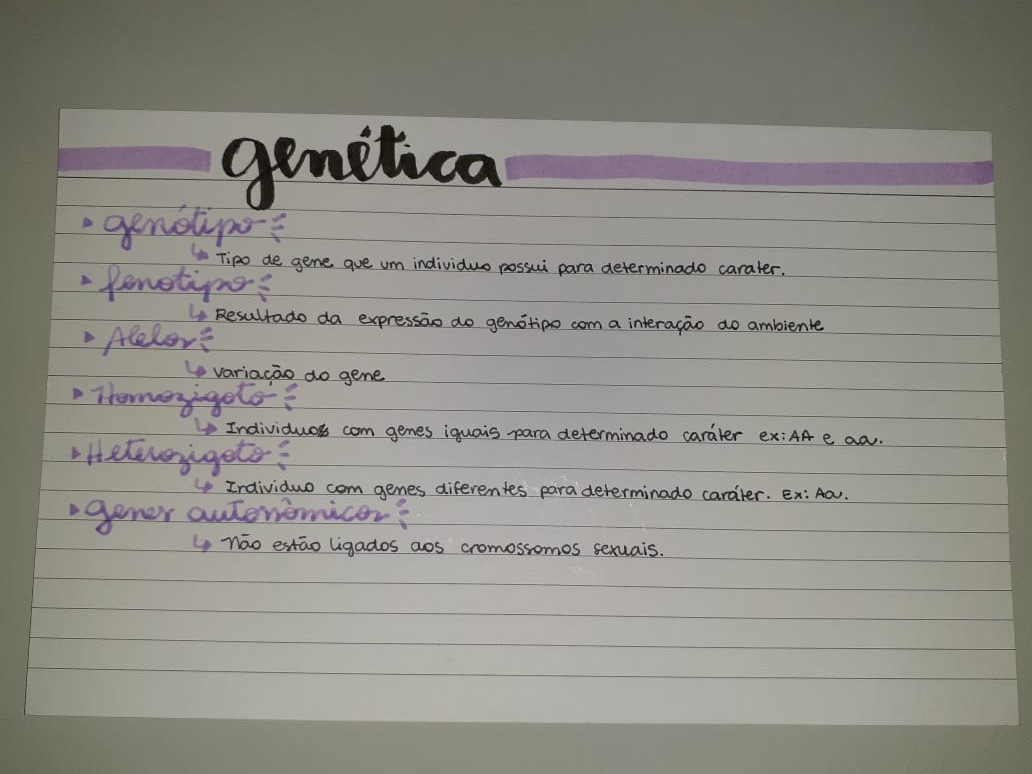 genética
genótipo
Tipo de gene que um individuo possui para determinado carater.
fenotipo
Resultado da expressão do genótipo com a interação do ambiente
Alelos
variação do gene
Homozigoto
Individuos com genes iguais para determinado caráter ex: AA e aa.
Heterozigoto
Individuo com genes diferentes para determinado caráter. Ex: Aa.
genes autonômicos
Não estão ligados aos cromossomos sexuais.